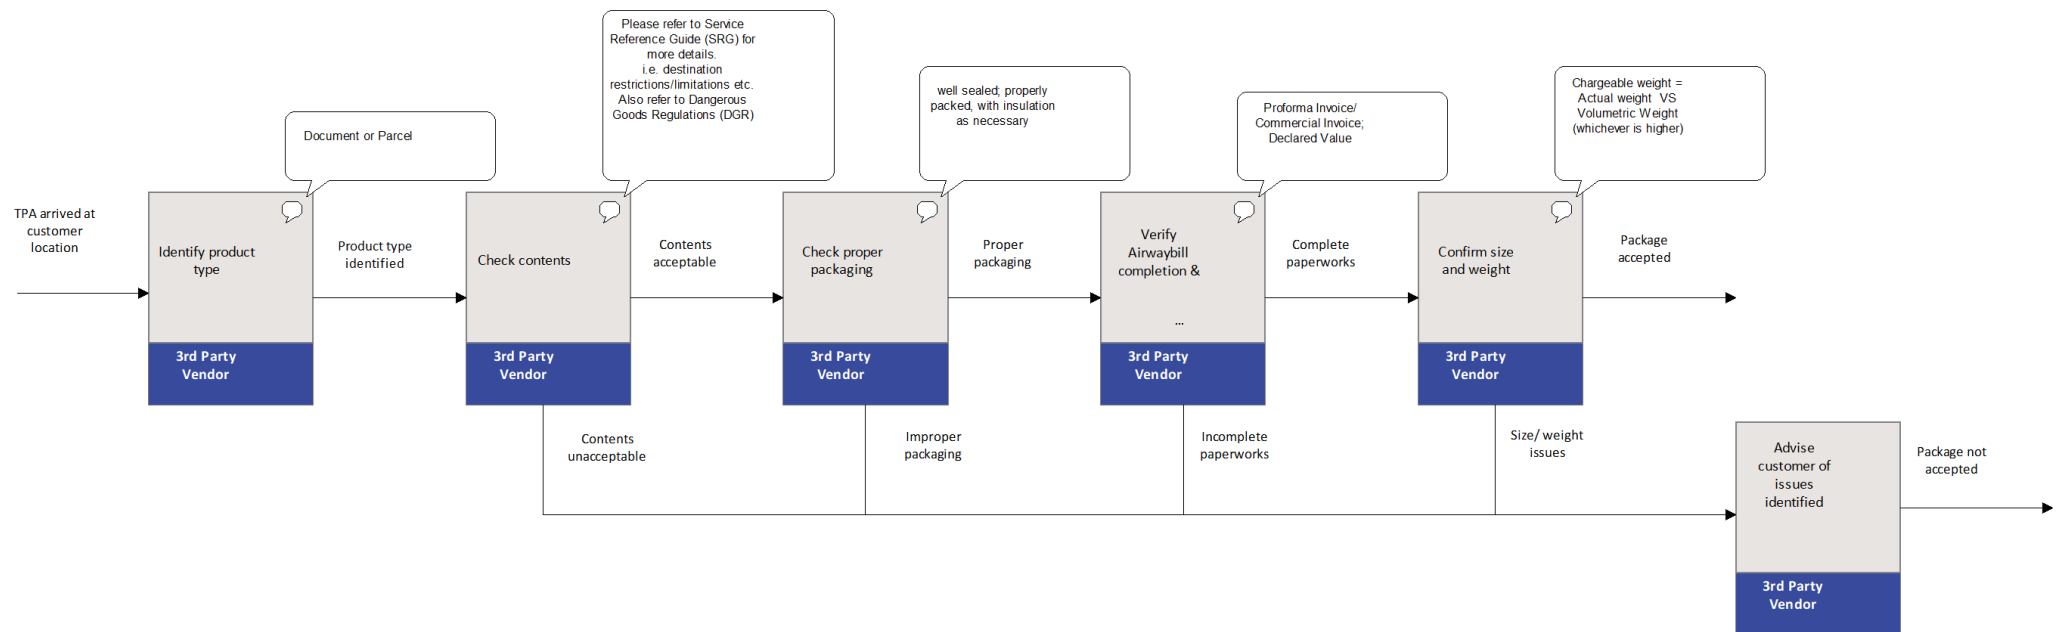 Please refer to Service
Reference Guide (SRG) for
more details.
i.e. destination
restrictions/limitations etc.
Also refer to Dangerous
Goods Regulations (DGR)
Document or Parcel
well sealed; properly
packed, with insulation
as necessary
Proforma Invoice/
Commercial Invoice;
Declared Value
Chargeable weight =
Actual weight VS
Volumetric Weight
(whichever is higher)
TPA arrived at
customer
location
Identify product
type
3rd Party
Vendor
Product type
identified
Check contents
3rd Party
Vendor
Contents
acceptable
Check proper
packaging
3rd Party
Vendor
Proper
packaging
Verify
Airwaybill
completion &
...
3rd Party
Vendor
Complete
paperworks
Confirm size
and weight
3rd Party
Vendor
Package
accepted
Contents
unacceptable
Improper
packaging
Incomplete
paperworks
Size/ weight
issues
Advise
customer of
issues
identified
3rd Party
Vendor
Package not
accepted